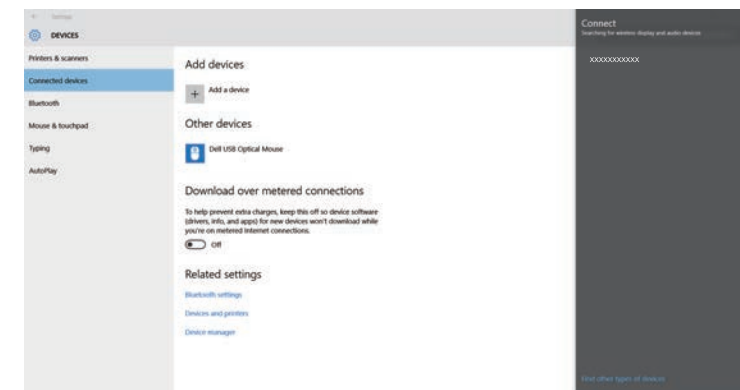 Settings
DEVICES
Printers & scanners
Connected devices
Bluetooth
Mouse & touchpad
Typing
AutoPlay
Add devices
Add a device
Other devices
Dell USB Optical Mouse
Download over metered connections
To help prevent extra charges, keep this off so device software
(drivers, info, and apps) for new devices won't download while
you're on metered Internet connections.
Off
Related settings
Bluetooth settings
Devices and printers
Device manager
Connect
Searching for wireless display and audio devices
XXXXXXXXXXX
Find other types of devices